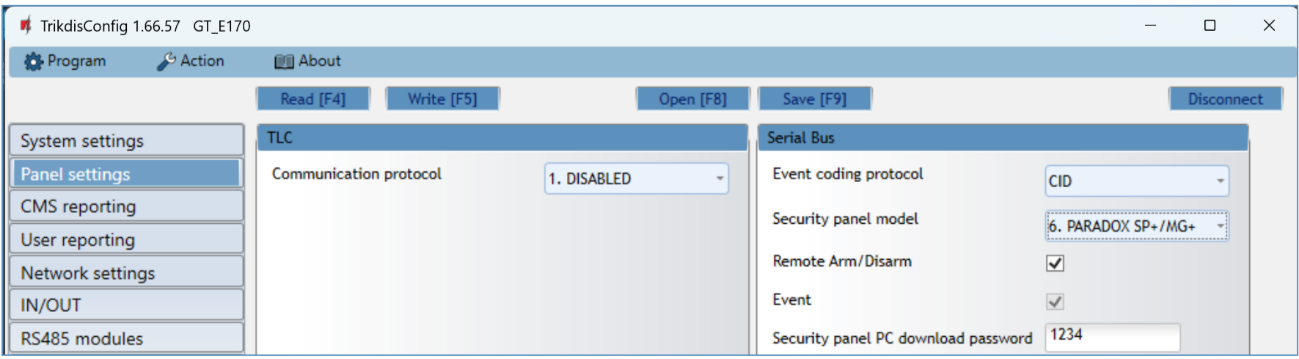 TrikdisConfig 1.66.57 GT_E170
Program Action About
Read [F4] Write [F5] Open [F8] Save [F9] Disconnect
System settings
Panel settings
CMS reporting
User reporting
Network settings
IN/OUT
RS485 modules
TLC
Communication protocol 1. DISABLED
Serial Bus
Event coding protocol CID
Security panel model 6. PARADOX SP+/MG+
Remote Arm/Disarm
Event
Security panel PC download password 1234